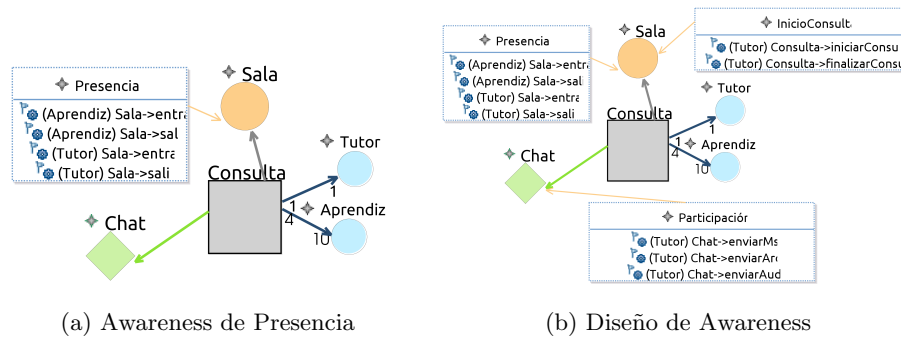 Presencia
(Aprendiz) Sala->entra
(Aprendiz) Sala->sali
(Tutor) Sala->entra
(Tutor) Sala->sali
Sala
Consulta
Tutor
1
1
4
Aprendiz
10
Chat
(a) Awareness de Presencia
Presencia
(Aprendiz) Sala->entra
(Aprendiz) Sala->sali
(Tutor) Sala->entra
(Tutor) Sala->sali
Sala
InicioConsulta
(Tutor) Consulta->iniciarConsu
(Tutor) Consulta->finalizarConsu
Consulta
Tutor
1
1
4
Aprendiz
10
Chat
Participación
(Tutor) Chat->enviarMs
(Tutor) Chat->enviarArc
(Tutor) Chat->enviarAud
(b) Diseño de Awareness